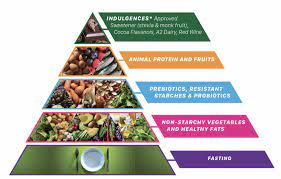 INDULGENCES* Approved
Sweetener (stevia & monk fruit),
Cocoa Flavanols, A2 Dairy, Red Wine
ANIMAL PROTEIN AND FRUITS
PREBIOTICS, RESISTANT
STARCHES & PROBIOTICS
NON-STARCHY VEGETABLES
AND HEALTHY FATS
FASTING